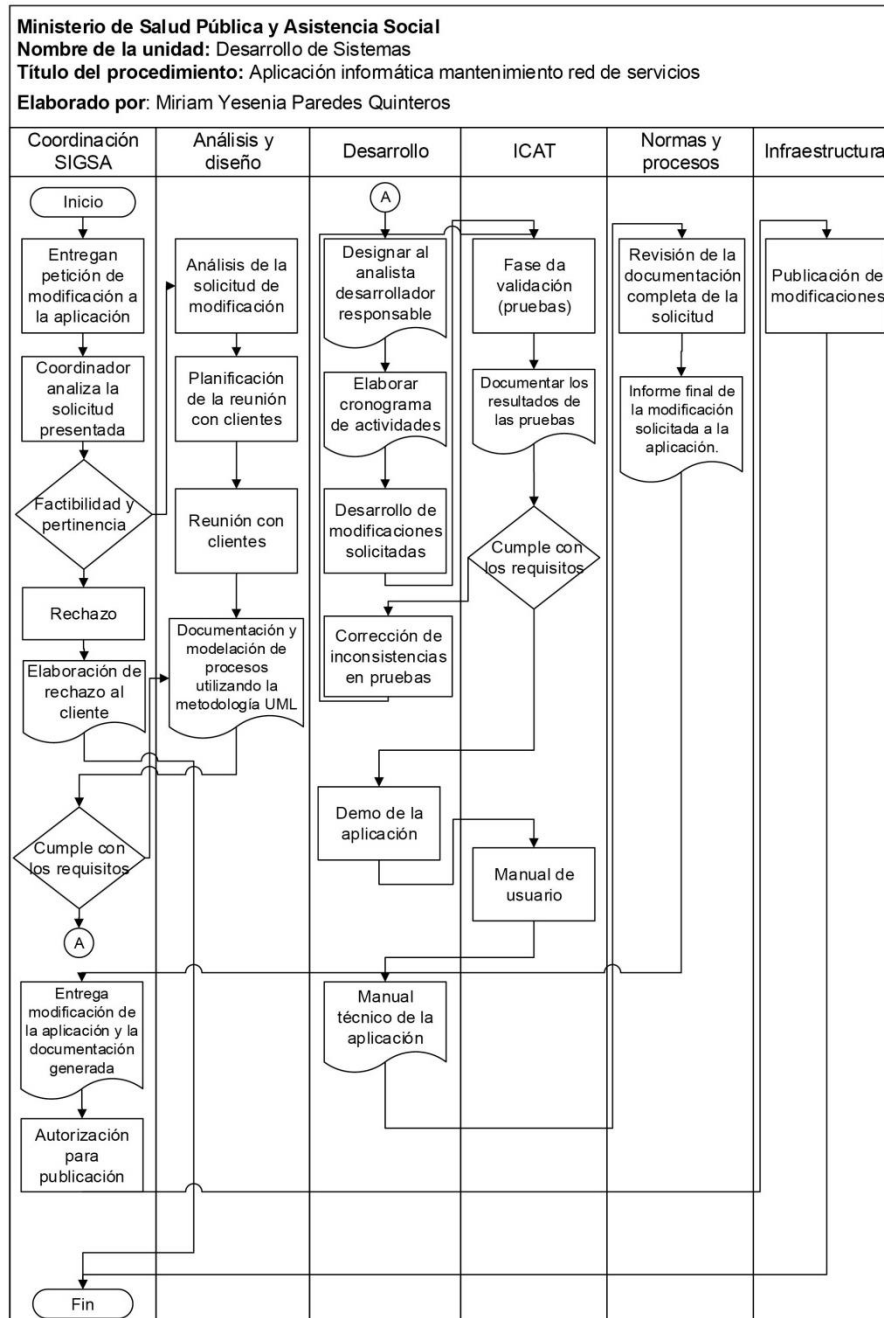 Ministerio de Salud Pública y Asistencia Social
Nombre de la unidad: Desarrollo de Sistemas
Título del procedimiento: Aplicación informática mantenimiento red de servicios
Elaborado por: Miriam Yesenia Paredes Quinteros
Coordinación
SIGSA
Inicio
Entregan
petición de
modificación a
la aplicación
Coordinador
analiza la
solicitud
presentada
Factibilidad y
pertinencia
Rechazo
Elaboración de
rechazo al
cliente
Cumple con
los requisitos
A
Entrega
modificación de
la aplicación y la
documentación
generada
Autorización
para
publicación
Fin
Análisis y
diseño
Análisis de la
solicitud de
modificación
Planificación
de la reunión
con clientes
Reunión con
clientes
Documentación y
modelación de
procesos
utilizando la
metodología UML
Desarrollo
A
Designar al
analista
desarrollador
responsable
Elaborar
cronograma
de actividades
Desarrollo de
modificaciones
solicitadas
Corrección de
inconsistencias
en pruebas
Demo de la
aplicación
Manual
técnico de la
aplicación
ICAT
Fase da
validación
(pruebas)
Documentar los
resultados de
las pruebas
Cumple con
los requisitos
Manual de
usuario
Normas y
procesos
Revisión de la
documentación
completa de la
solicitud
Informe final de
la modificación
solicitada a la
aplicación.
Infraestructura
Publicación de
modificaciones